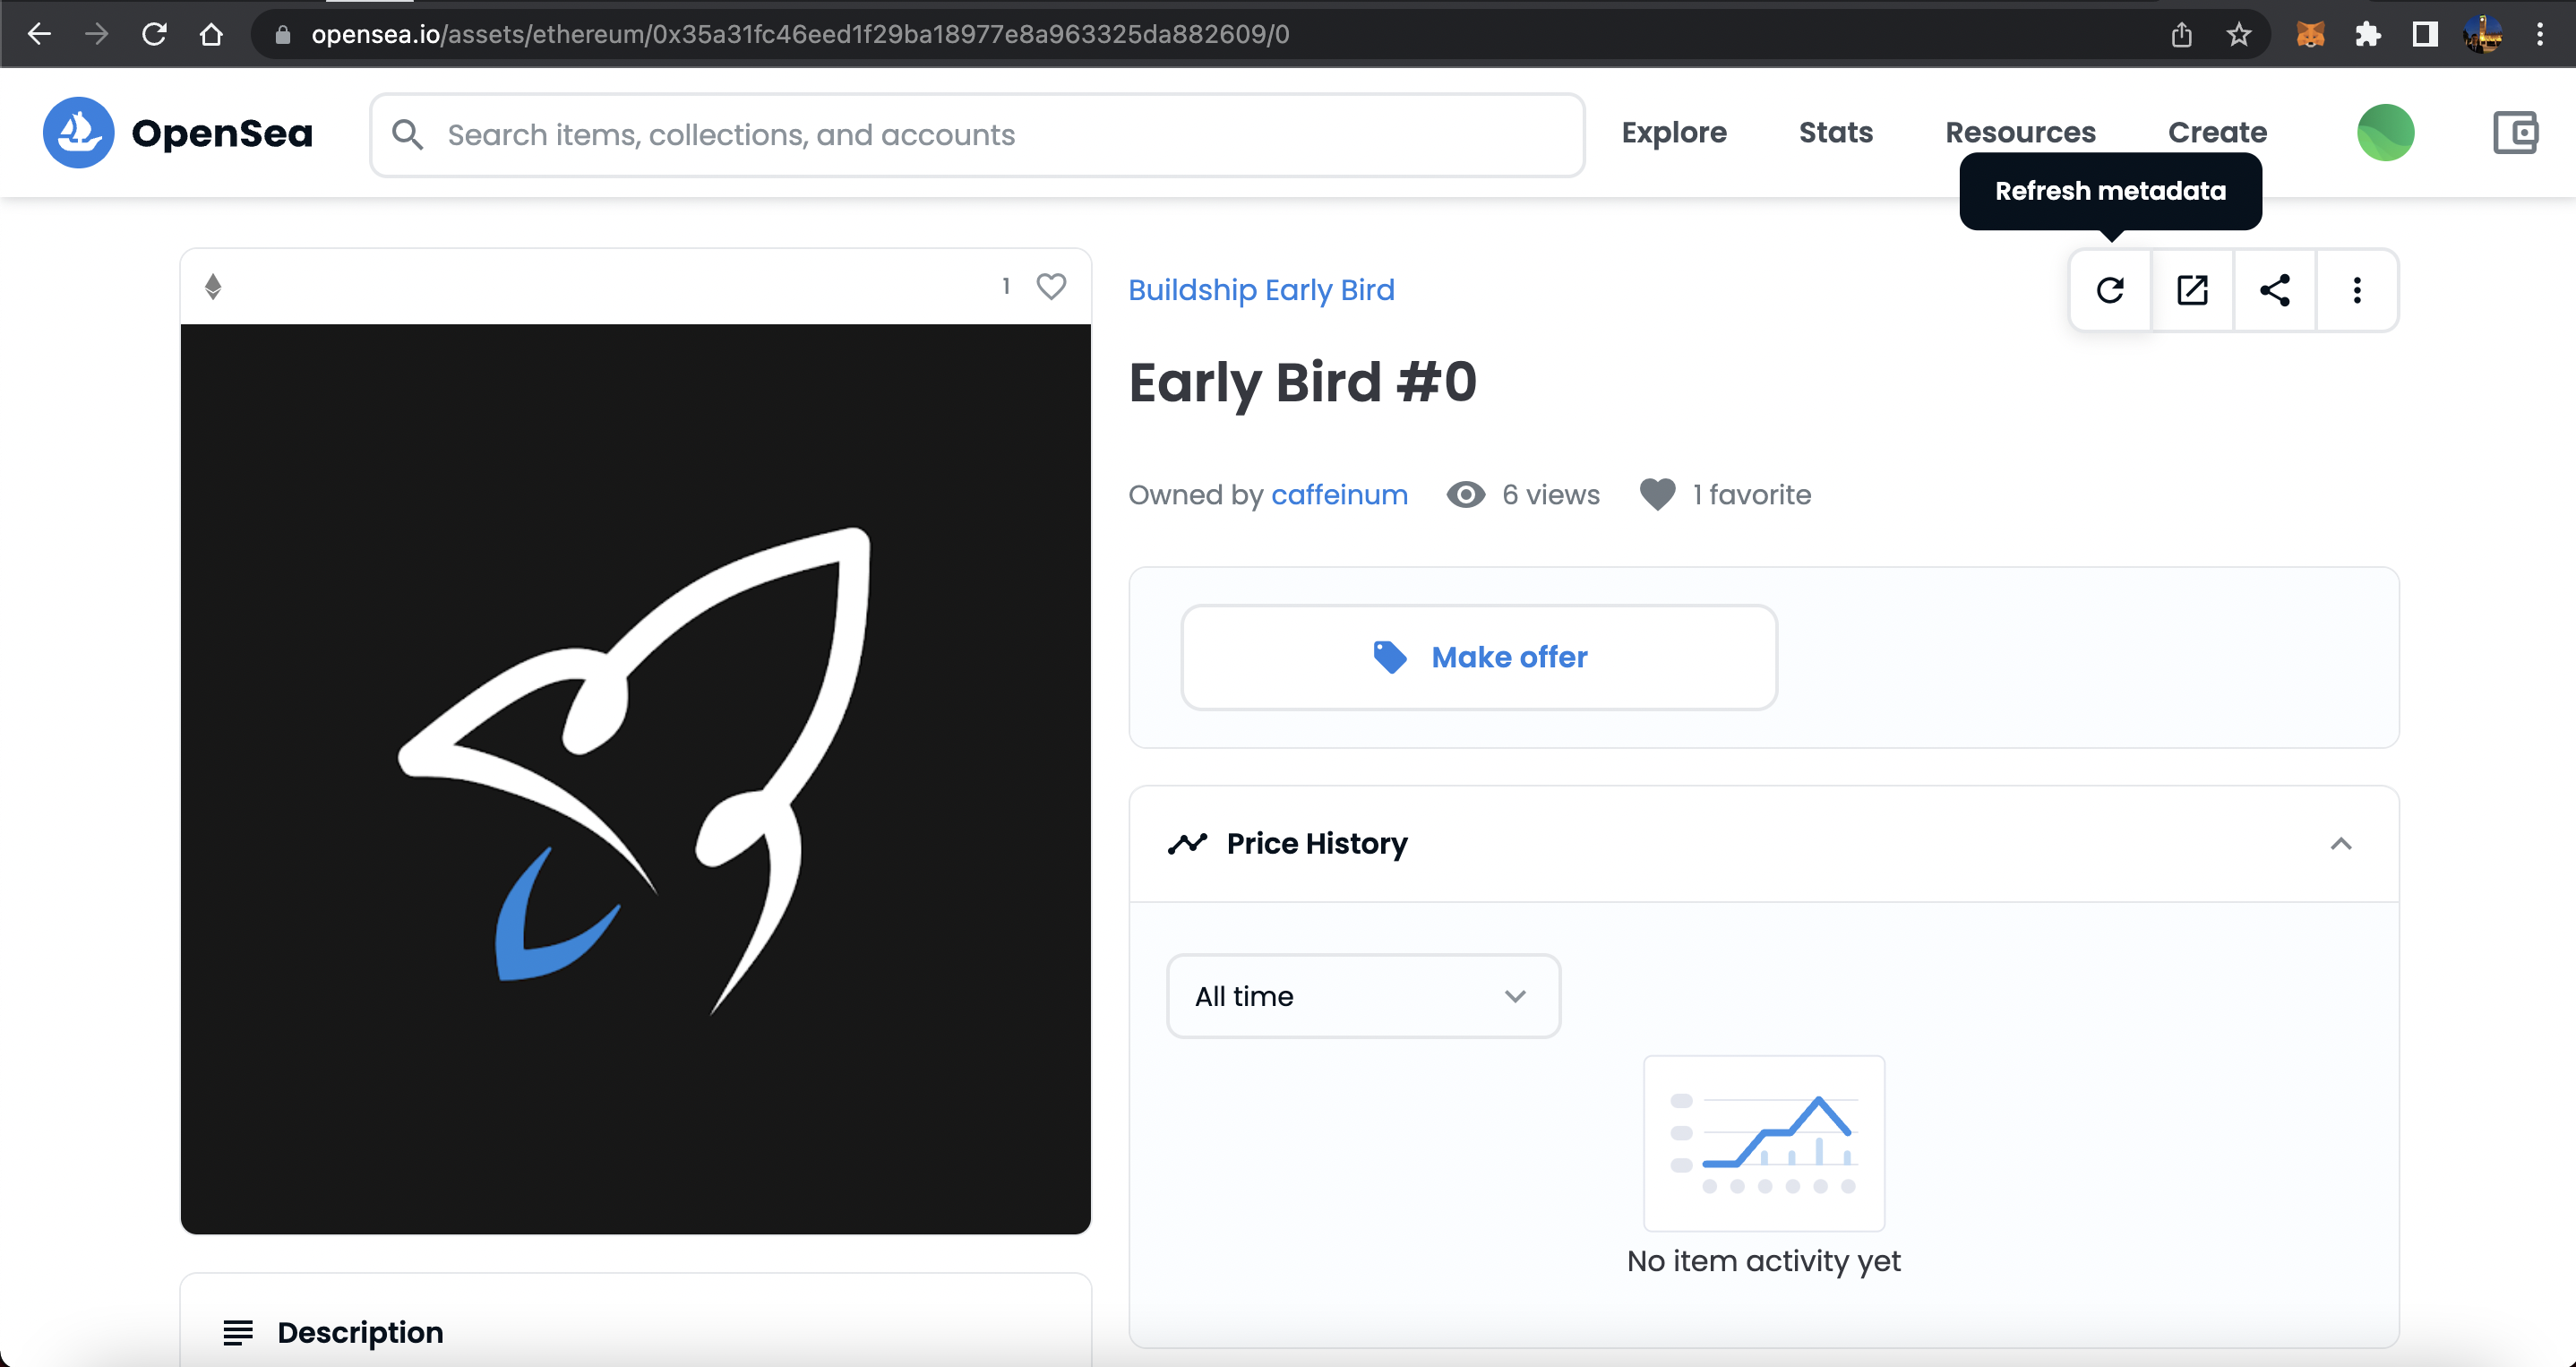 opensea.io/assets/ethereum/0x35a31fc46eed1f29ba18977e8a963325da882609/0
OpenSea
Search items, collections, and accounts
Explore
Stats
Resources
Create
Refresh metadata
1
Buildship Early Bird
Early Bird #0
Owned by caffeinum
6 views
1 favorite
Make offer
Price History
All time
No item activity yet
Description